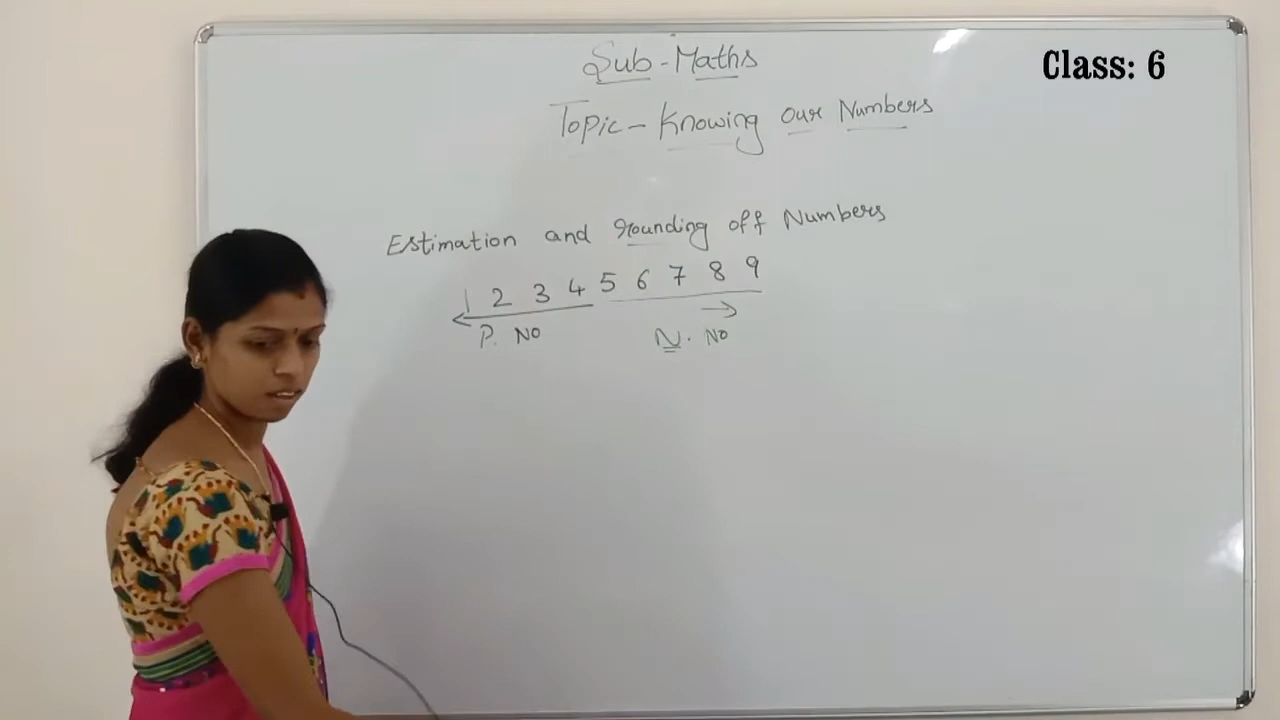 Sub - Maths
Class: 6
Topic - Knowing our Numbers
Estimation and rounding off Numbers
1 2 3 4 5 6 7 8 9
P. No N. No